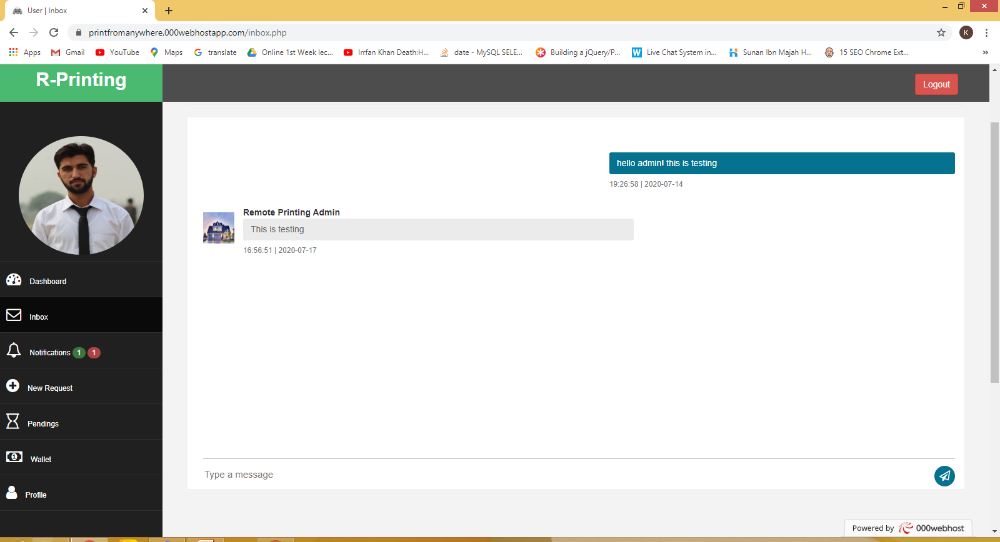 User | Inbox
printfromanywhere.000webhostapp.com/inbox.php
K
Apps
Gmail
YouTube
Maps
translate
Online 1st Week lec...
Irrfan Khan Death:H...
date - MySQL SELE...
Building a jQuery/P...
Live Chat System in...
Sunan Ibn Majah H...
15 SEO Chrome Ext...
R-Printing
Logout
hello admin! this is testing
19:26:58 | 2020-07-14
Remote Printing Admin
This is testing
16:56:51 | 2020-07-17
Dashboard
Inbox
Notifications 1 1
New Request
Pendings
Wallet
Profile
Type a message
Powered by 000webhost